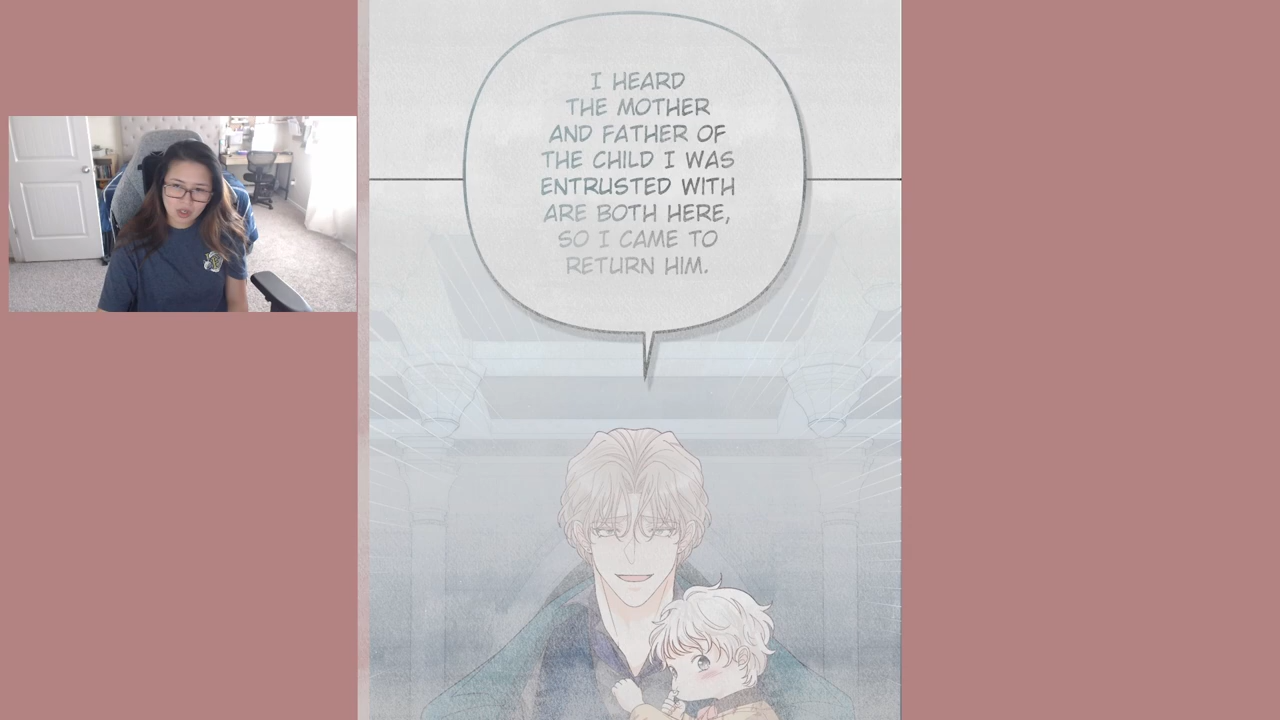 I HEARD
THE MOTHER
AND FATHER OF
THE CHILD I WAS
ENTRUSTED WITH
ARE BOTH HERE,
SO I CAME TO
RETURN HIM.